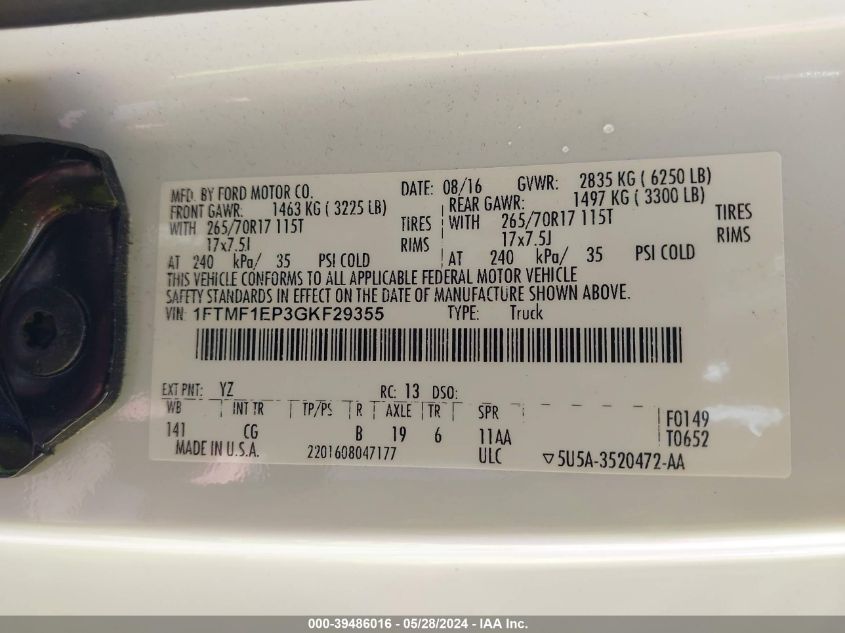 MFD. BY FORD MOTOR CO. DATE: 08/16 GVWR: 2835 KG ( 6250 LB)
FRONT GAWR: 1463 KG ( 3225 LB) REAR GAWR: 1497 KG ( 3300 LB)
WITH 265/70R17 115T TIRES WITH 265/70R17 115T TIRES
17x7.5J RIMS 17x7.5J RIMS
AT 240 kPa/ 35 PSI COLD AT 240 kPa/ 35 PSI COLD
THIS VEHICLE CONFORMS TO ALL APPLICABLE FEDERAL MOTOR VEHICLE
SAFETY STANDARDS IN EFFECT ON THE DATE OF MANUFACTURE SHOWN ABOVE.
VIN: 1FTMF1EP3GKF29355 TYPE: Truck
EXT PNT: YZ RC: 13 DSO:
WB INT TR TP/PS R AXLE TR SPR F0149
141 CG B 19 6 11AA T0652
MADE IN U.S.A. 2201608047177 ULC ▽5U5A-3520472-AA
000-39486016 - 05/28/2024 - IAA Inc.